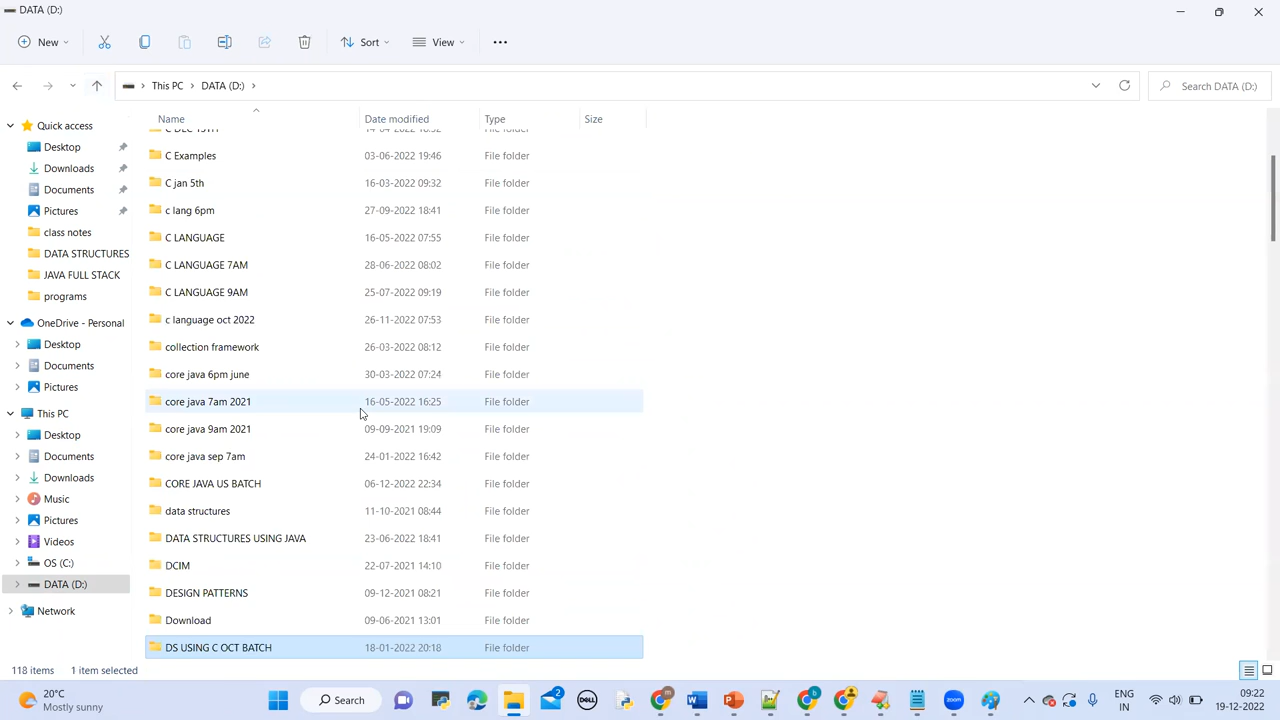 DATA (D:)
New
Sort
View
This PC > DATA (D:) >
Search DATA (D:)
Name
Date modified
Type
Size
Quick access
Desktop
Downloads
Documents
Pictures
class notes
DATA STRUCTURES
JAVA FULL STACK
programs
OneDrive - Personal
Desktop
Documents
Pictures
This PC
Desktop
Documents
Downloads
Music
Pictures
Videos
OS (C:)
DATA (D:)
Network
C Examples 03-06-2022 19:46 File folder
C jan 5th 16-03-2022 09:32 File folder
c lang 6pm 27-09-2022 18:41 File folder
C LANGUAGE 16-05-2022 07:55 File folder
C LANGUAGE 7AM 28-06-2022 08:02 File folder
C LANGUAGE 9AM 25-07-2022 09:19 File folder
c language oct 2022 26-11-2022 07:53 File folder
collection framework 26-03-2022 08:12 File folder
core java 6pm june 30-03-2022 07:24 File folder
core java 7am 2021 16-05-2022 16:25 File folder
core java 9am 2021 09-09-2021 19:09 File folder
core java sep 7am 24-01-2022 16:42 File folder
CORE JAVA US BATCH 06-12-2022 22:34 File folder
data structures 11-10-2021 08:44 File folder
DATA STRUCTURES USING JAVA 23-06-2022 18:41 File folder
DCIM 22-07-2021 14:10 File folder
DESIGN PATTERNS 09-12-2021 08:21 File folder
Download 09-06-2021 13:01 File folder
DS USING C OCT BATCH 18-01-2022 20:18 File folder
118 items 1 item selected
20°C
Mostly sunny
Search
2
DELL
m
W
P
b
zoom
ENG
IN
09:22
19-12-2022